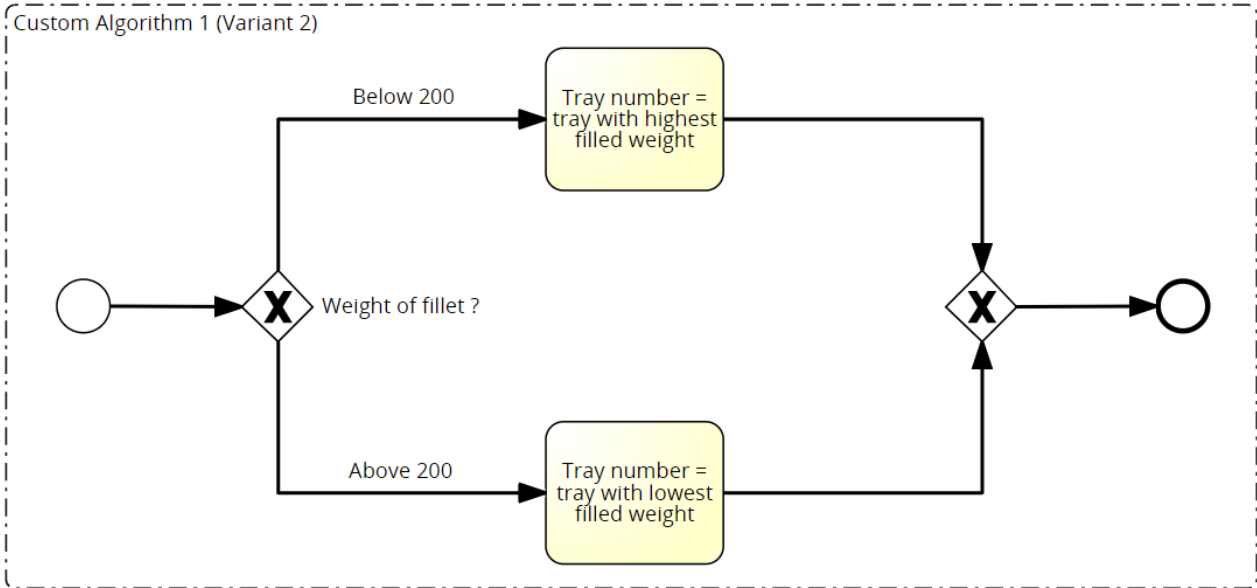 Custom Algorithm 1 (Variant 2)
Below 200
Tray number =
tray with highest
filled weight
Weight of fillet ?
Above 200
Tray number =
tray with lowest
filled weight